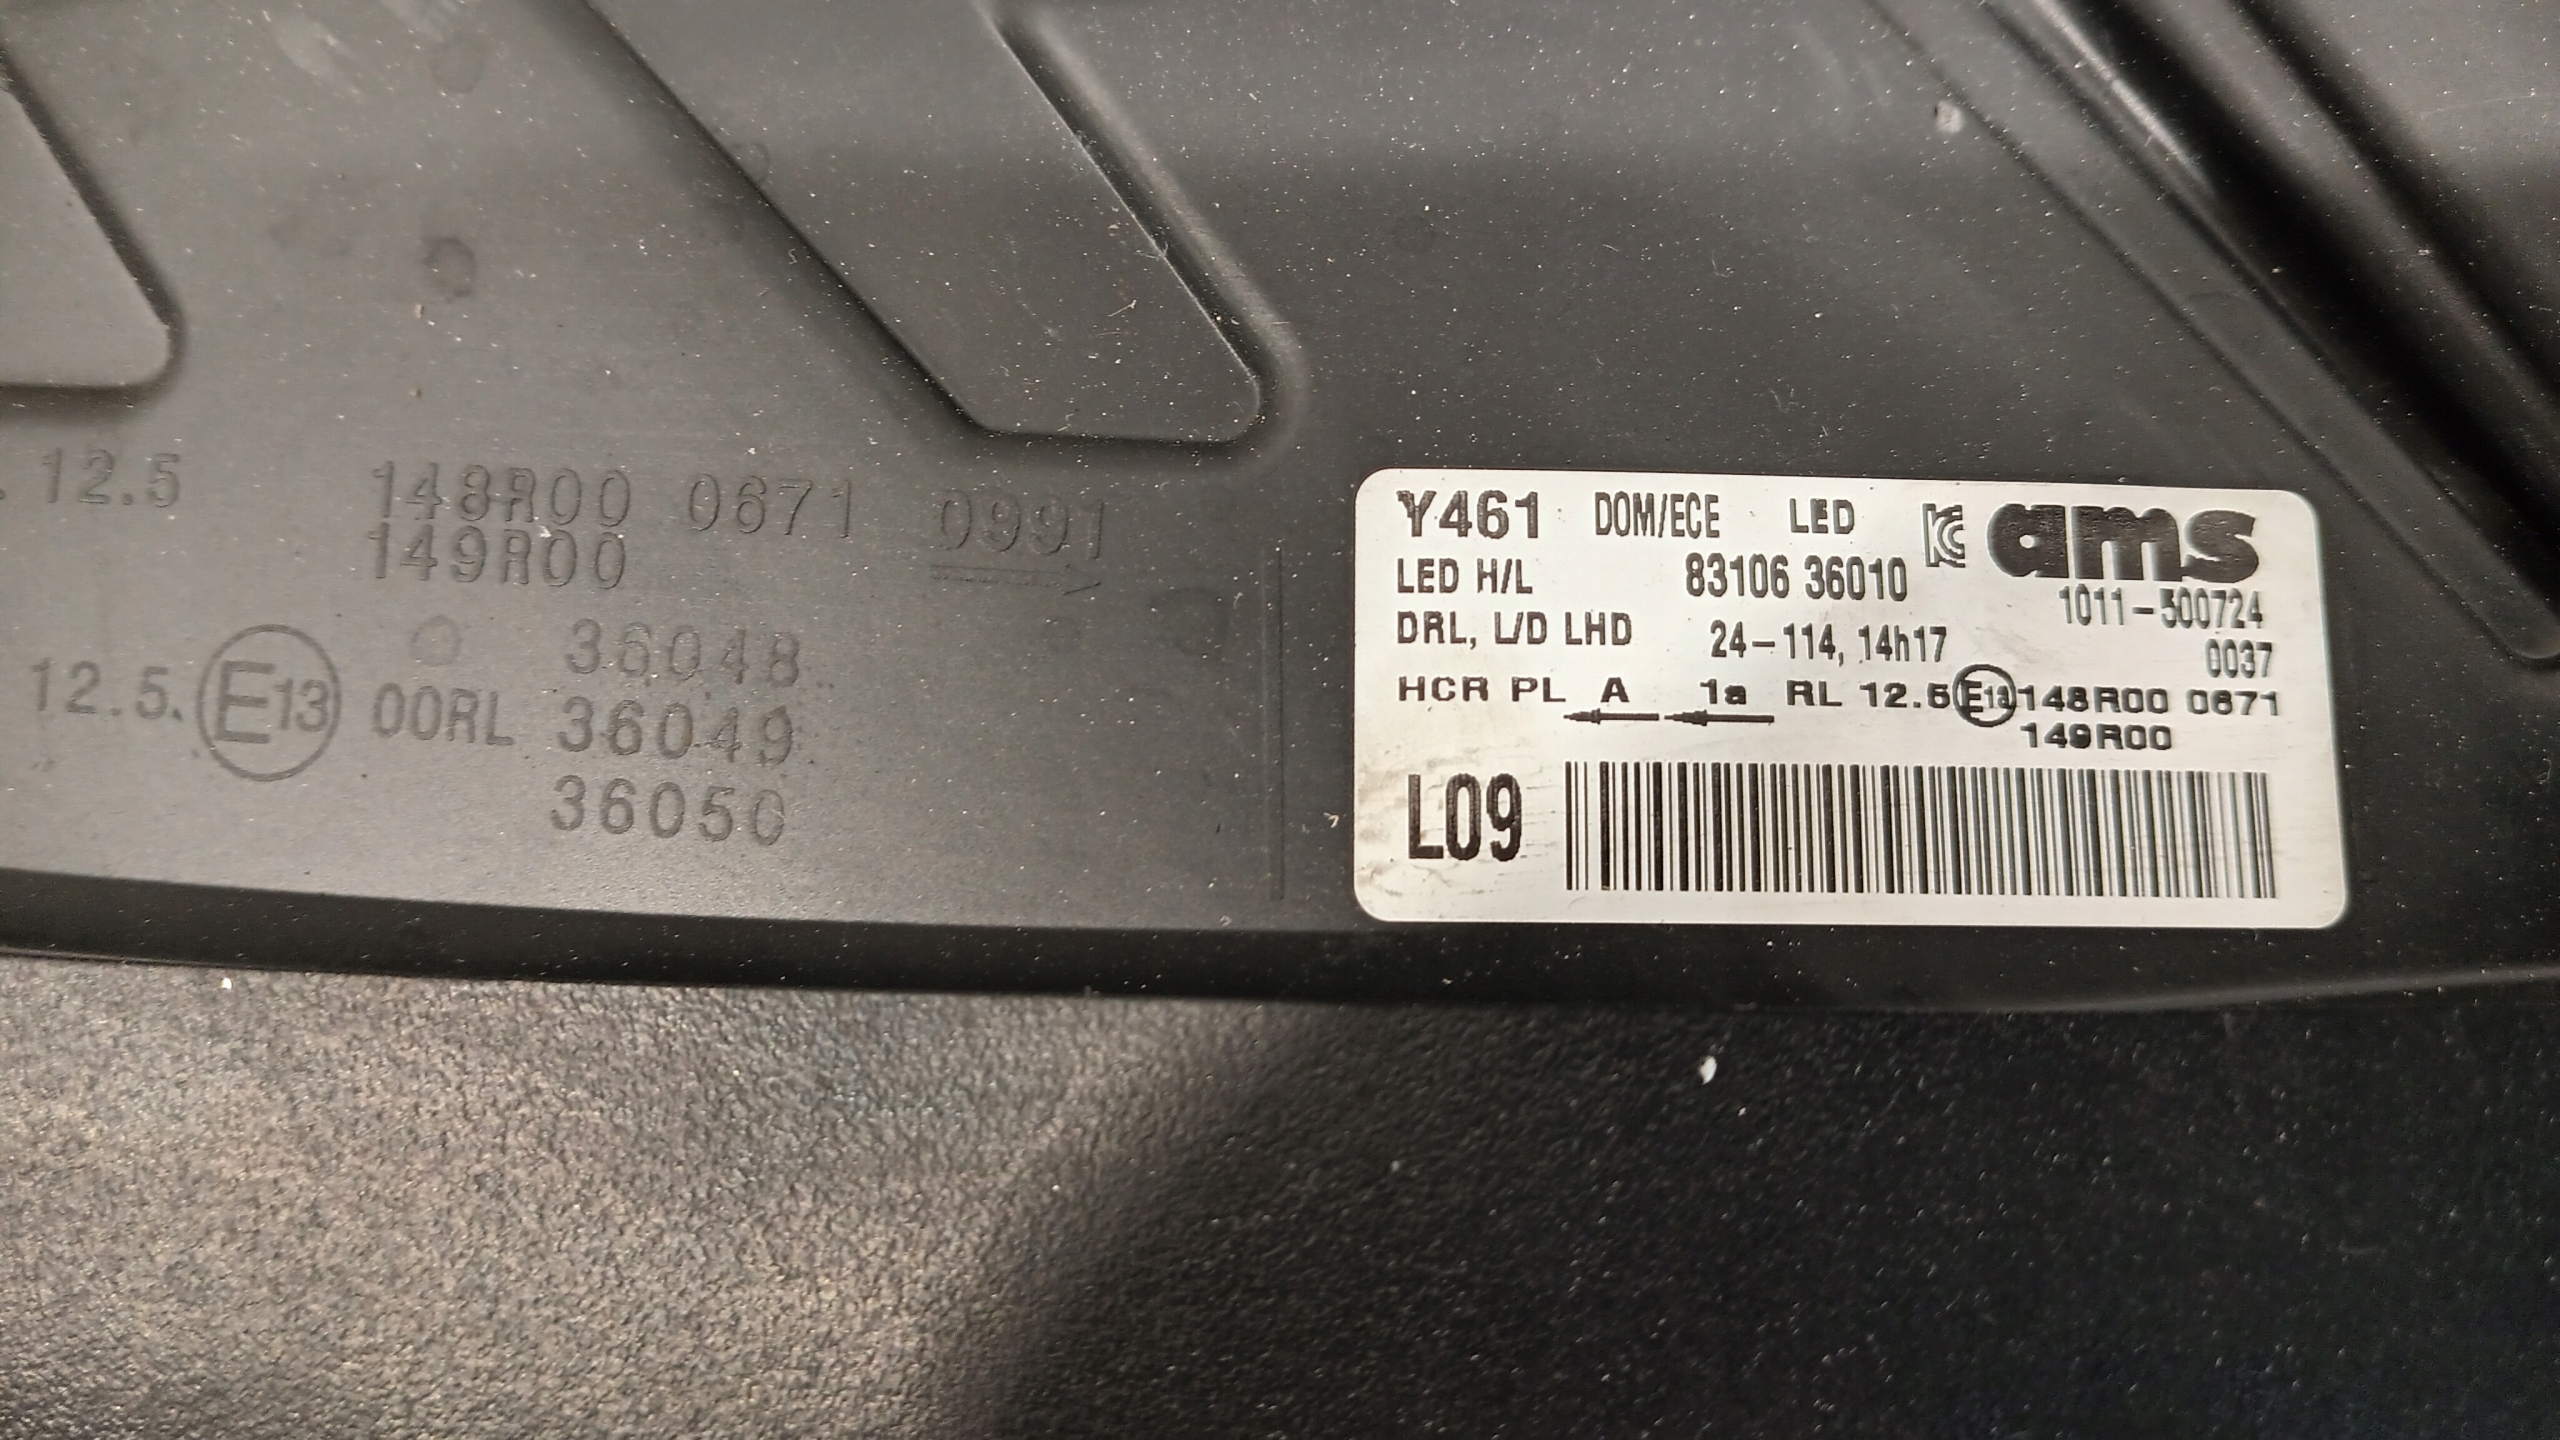 . 12.5 148R00 0671 0991
149R00
36048
12.5. E13 00RL 36049
36050
Y461 DOM/ECE LED KC ams
LED H/L 83106 36010
1011-500724
DRL, L/D LHD 24-114, 14h17
0037
HCR PL A 1a RL 12.5 E13 148R00 0671
149R00
L09